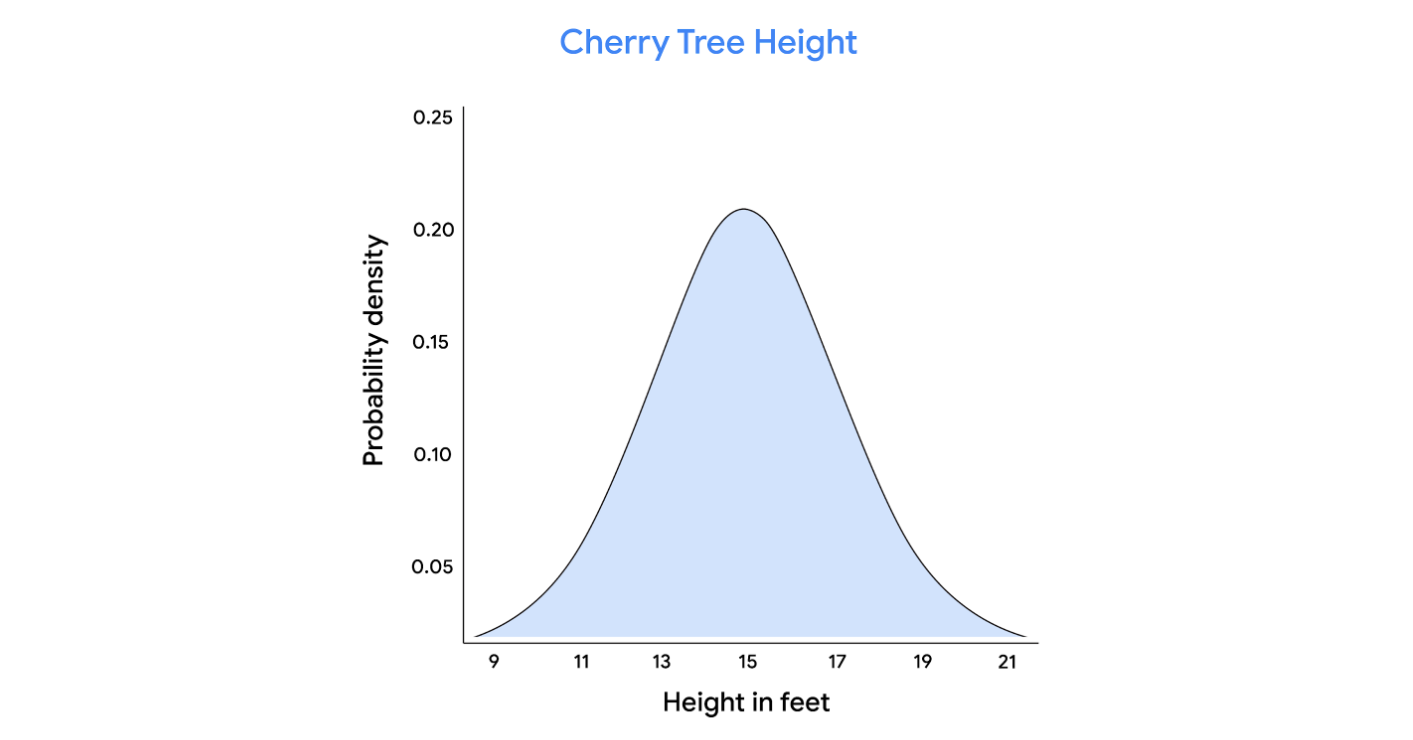 Cherry Tree Height
0.25
0.20
0.15
0.10
0.05
Probability density
9 11 13 15 17 19 21
Height in feet